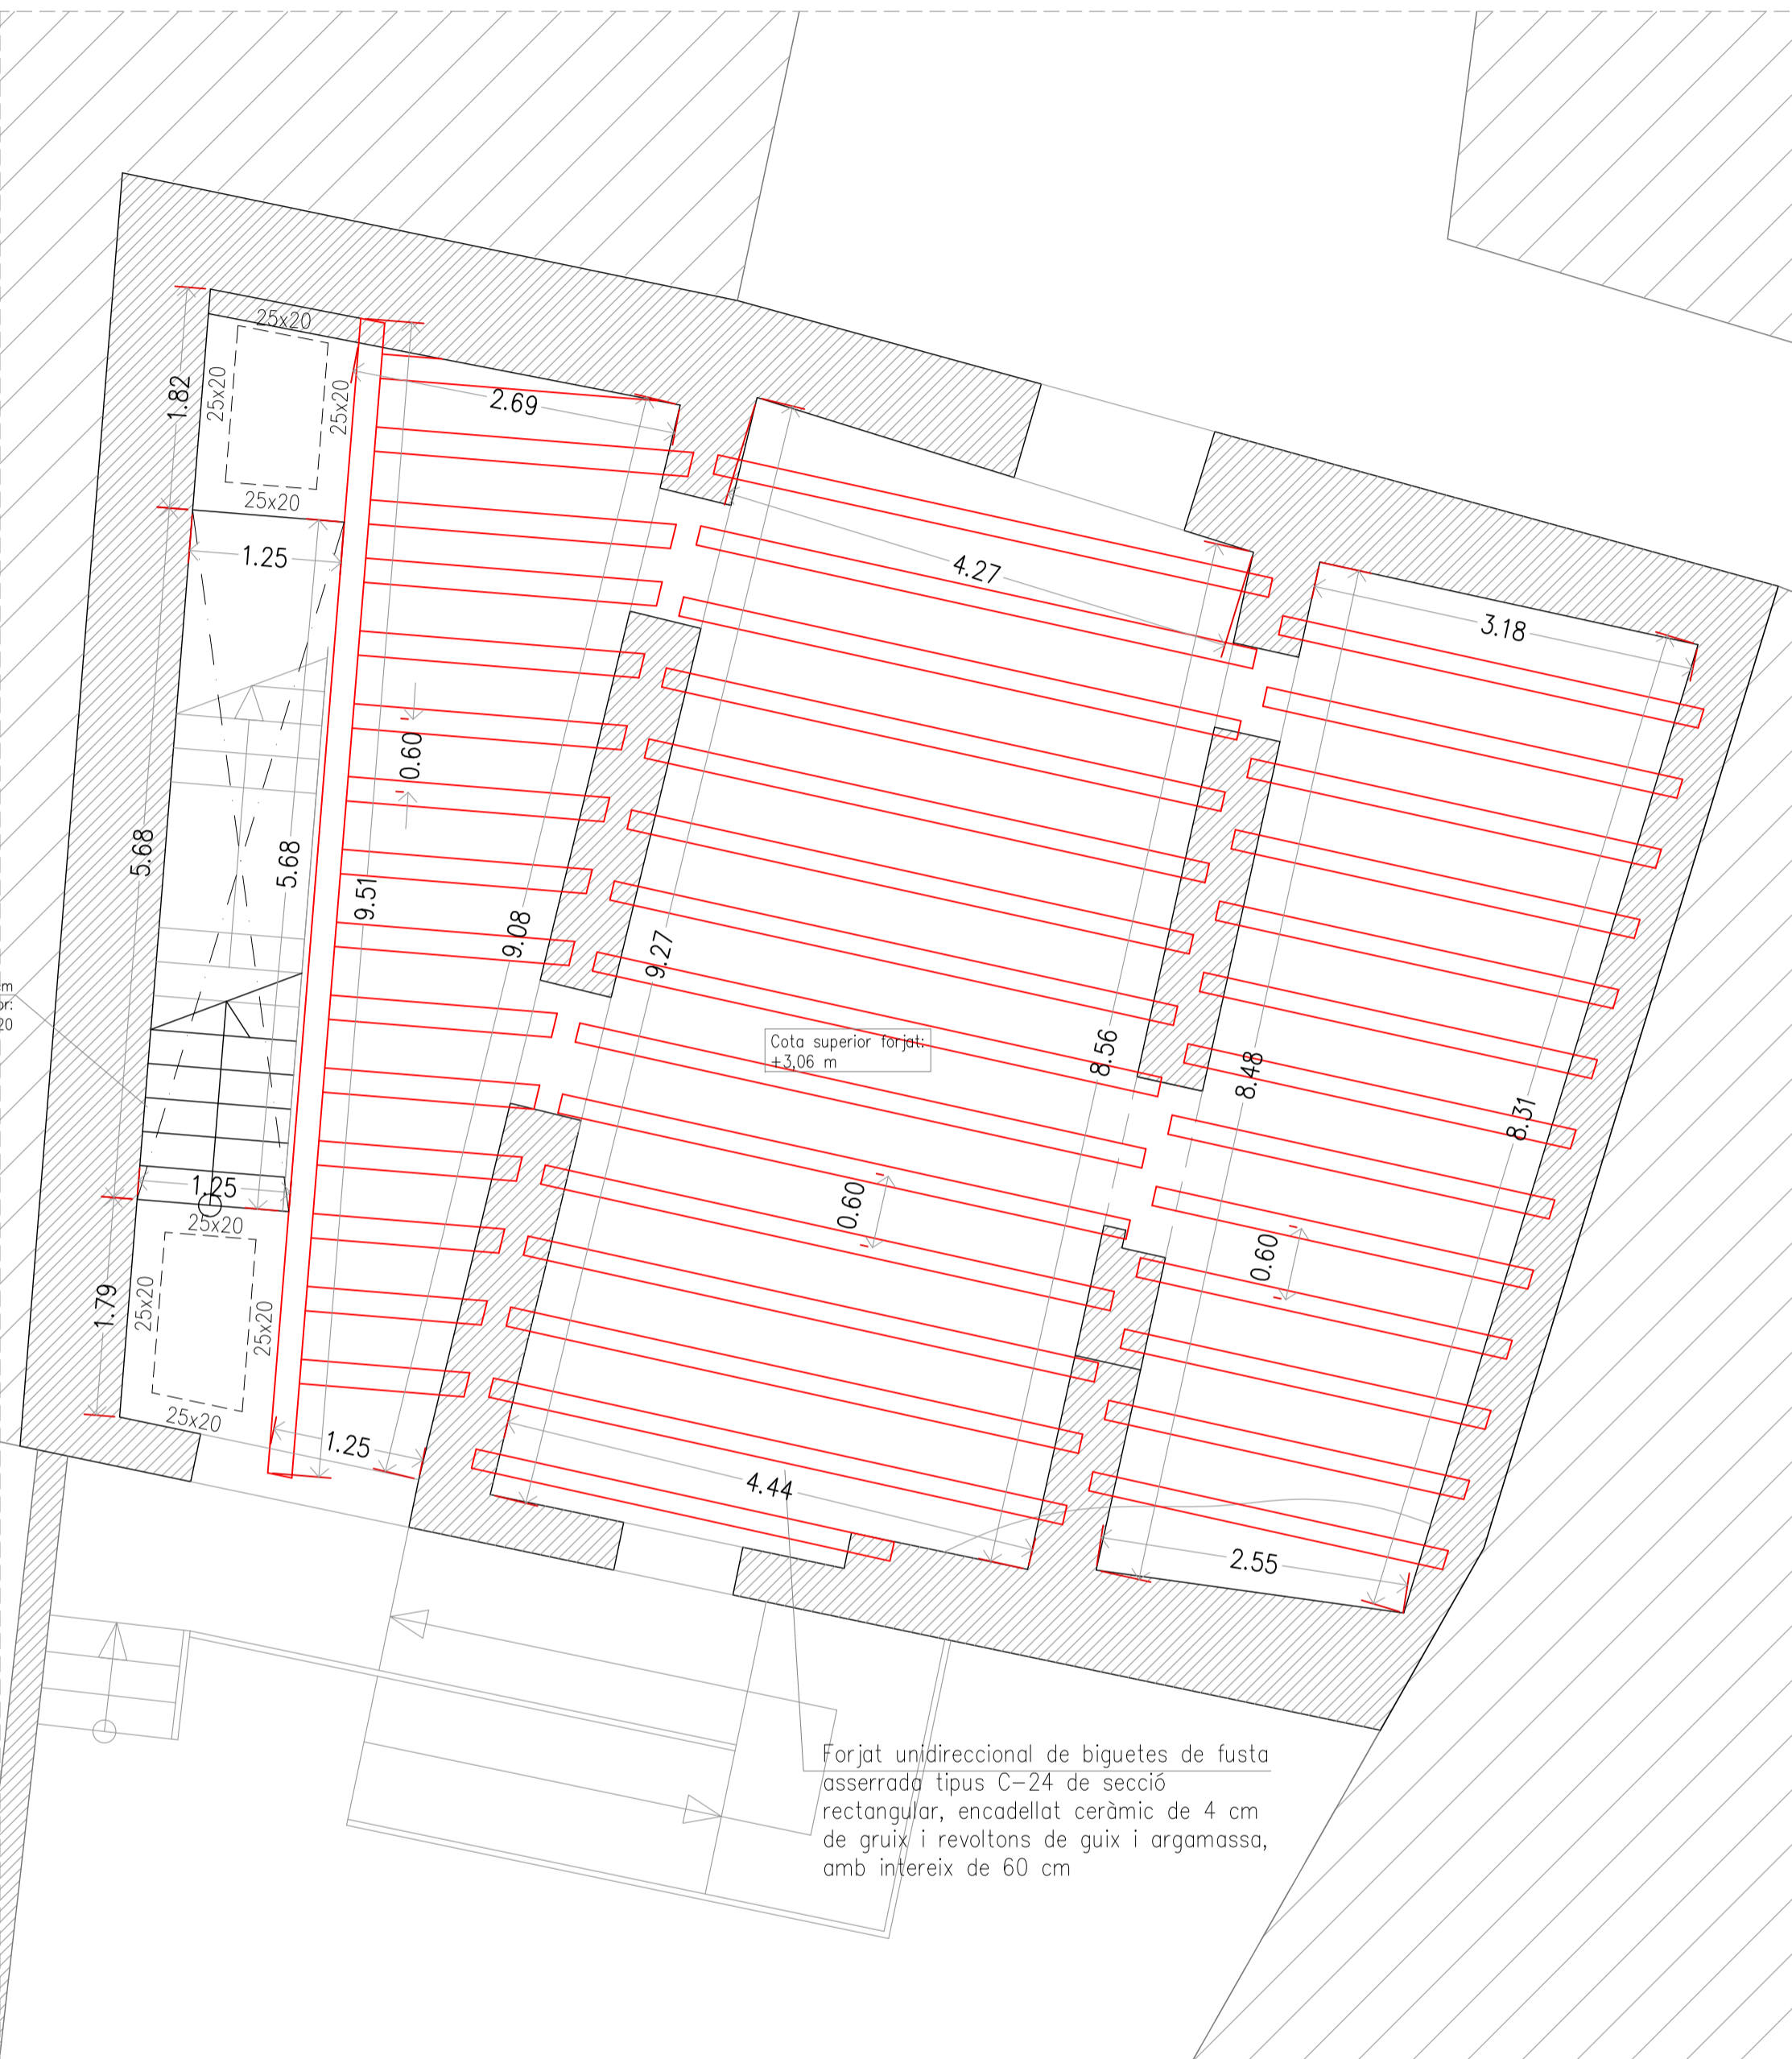 25x20
1.82
25x20
25x20
2.69
25x20
1.25
4.27
3.18
0.60
5.68
5.68
9.51
9.08
9.27
m
or:
20
Cota superior forjat:
+3,06 m
8.56
8.48
8.31
1.25
25x20
0.60
0.60
1.79
25x20
25x20
25x20
1.25
4.44
2.55
Forjat unidireccional de biguetes de fusta
asserrada tipus C-24 de secció
rectangular, encadellat ceràmic de 4 cm
de gruix i revoltons de guix i argamassa,
amb intereix de 60 cm